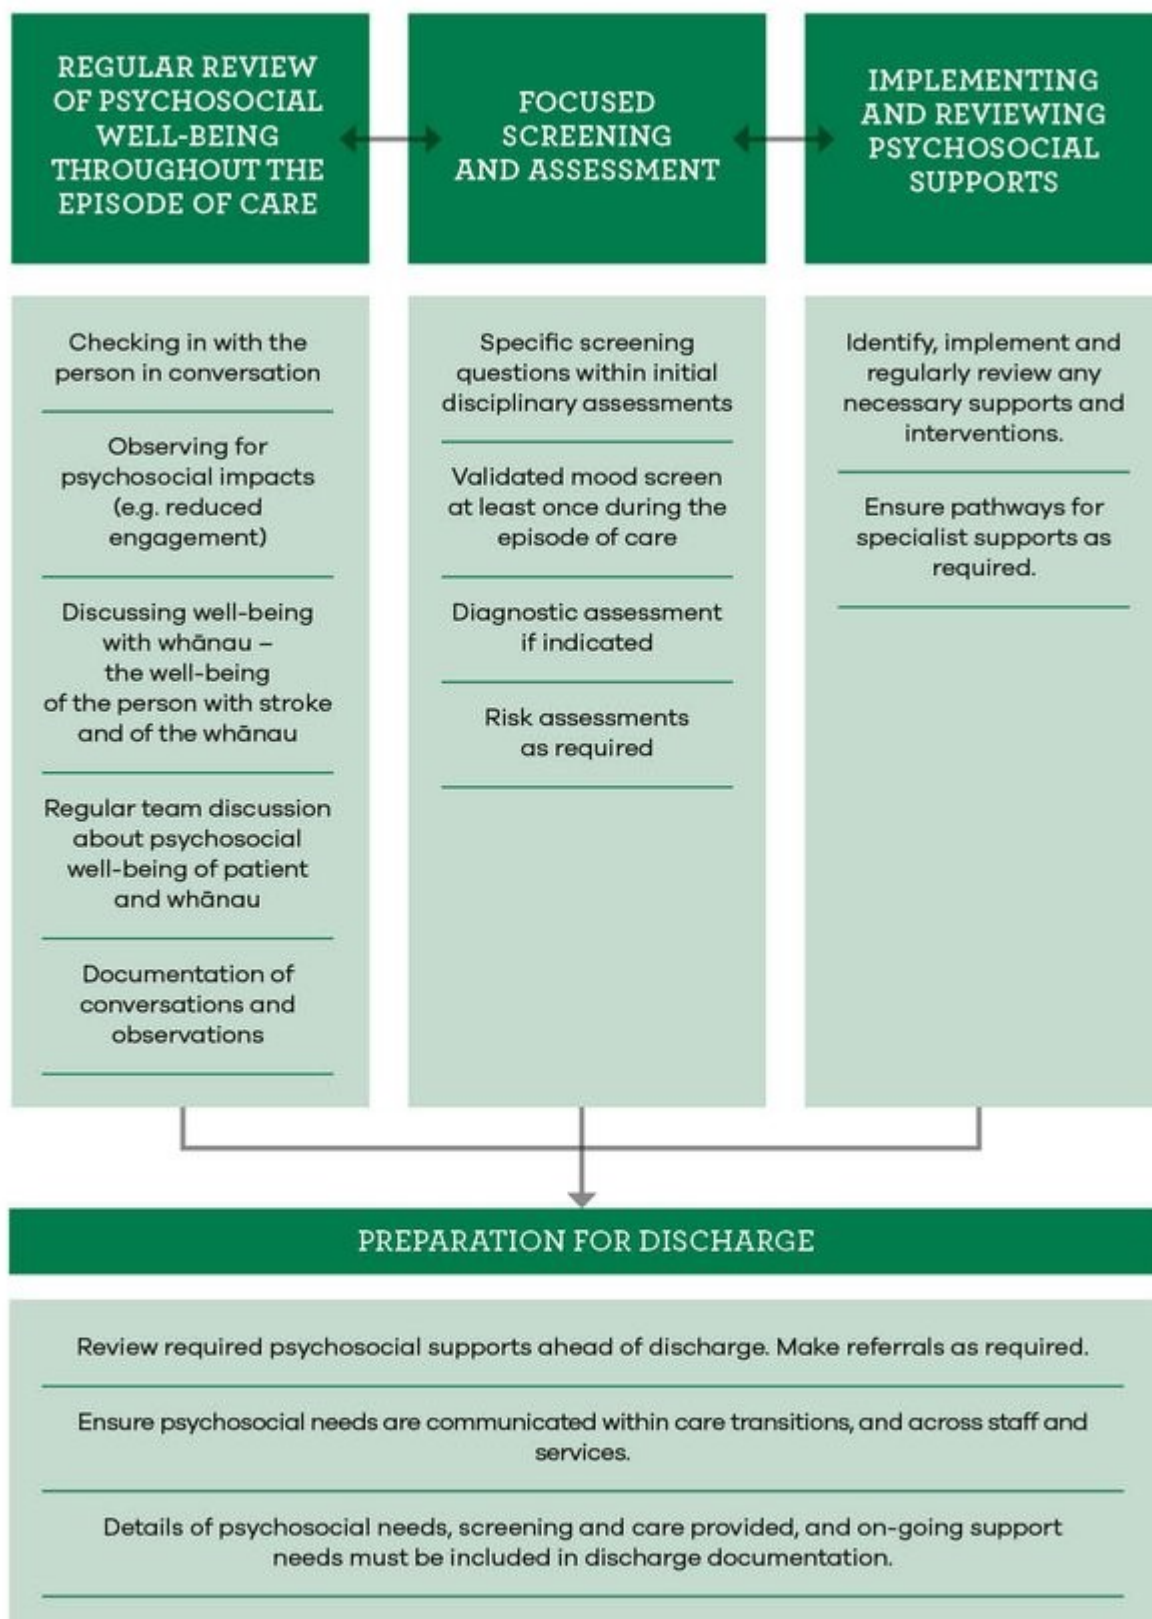 REGULAR REVIEW
OF PSYCHOSOCIAL
WELL-BEING
THROUGHOUT THE
EPISODE OF CARE
FOCUSED
SCREENING
AND ASSESSMENT
IMPLEMENTING
AND REVIEWING
PSYCHOSOCIAL
SUPPORTS
Checking in with the
person in conversation
Observing for
psychosocial impacts
(e.g. reduced
engagement)
Discussing well-being
with whānau –
the well-being
of the person with stroke
and of the whānau
Regular team discussion
about psychosocial
well-being of patient
and whānau
Documentation of
conversations and
observations
Specific screening
questions within initial
disciplinary assessments
Validated mood screen
at least once during the
episode of care
Diagnostic assessment
if indicated
Risk assessments
as required
Identify, implement and
regularly review any
necessary supports and
interventions.
Ensure pathways for
specialist supports as
required.
PREPARATION FOR DISCHARGE
Review required psychosocial supports ahead of discharge. Make referrals as required.
Ensure psychosocial needs are communicated within care transitions, and across staff and
services.
Details of psychosocial needs, screening and care provided, and on-going support
needs must be included in discharge documentation.